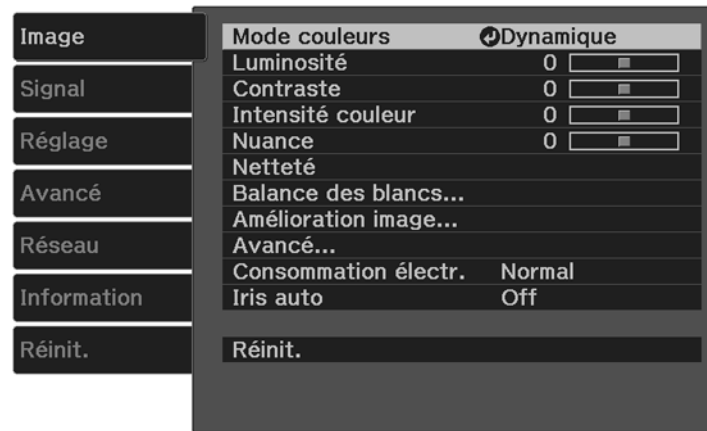 Image
Signal
Réglage
Avancé
Réseau
Information
Réinit.
Mode couleurs Dynamique
Luminosité 0
Contraste 0
Intensité couleur 0
Nuance 0
Netteté
Balance des blancs...
Amélioration image...
Avancé...
Consommation électr. Normal
Iris auto Off
Réinit.